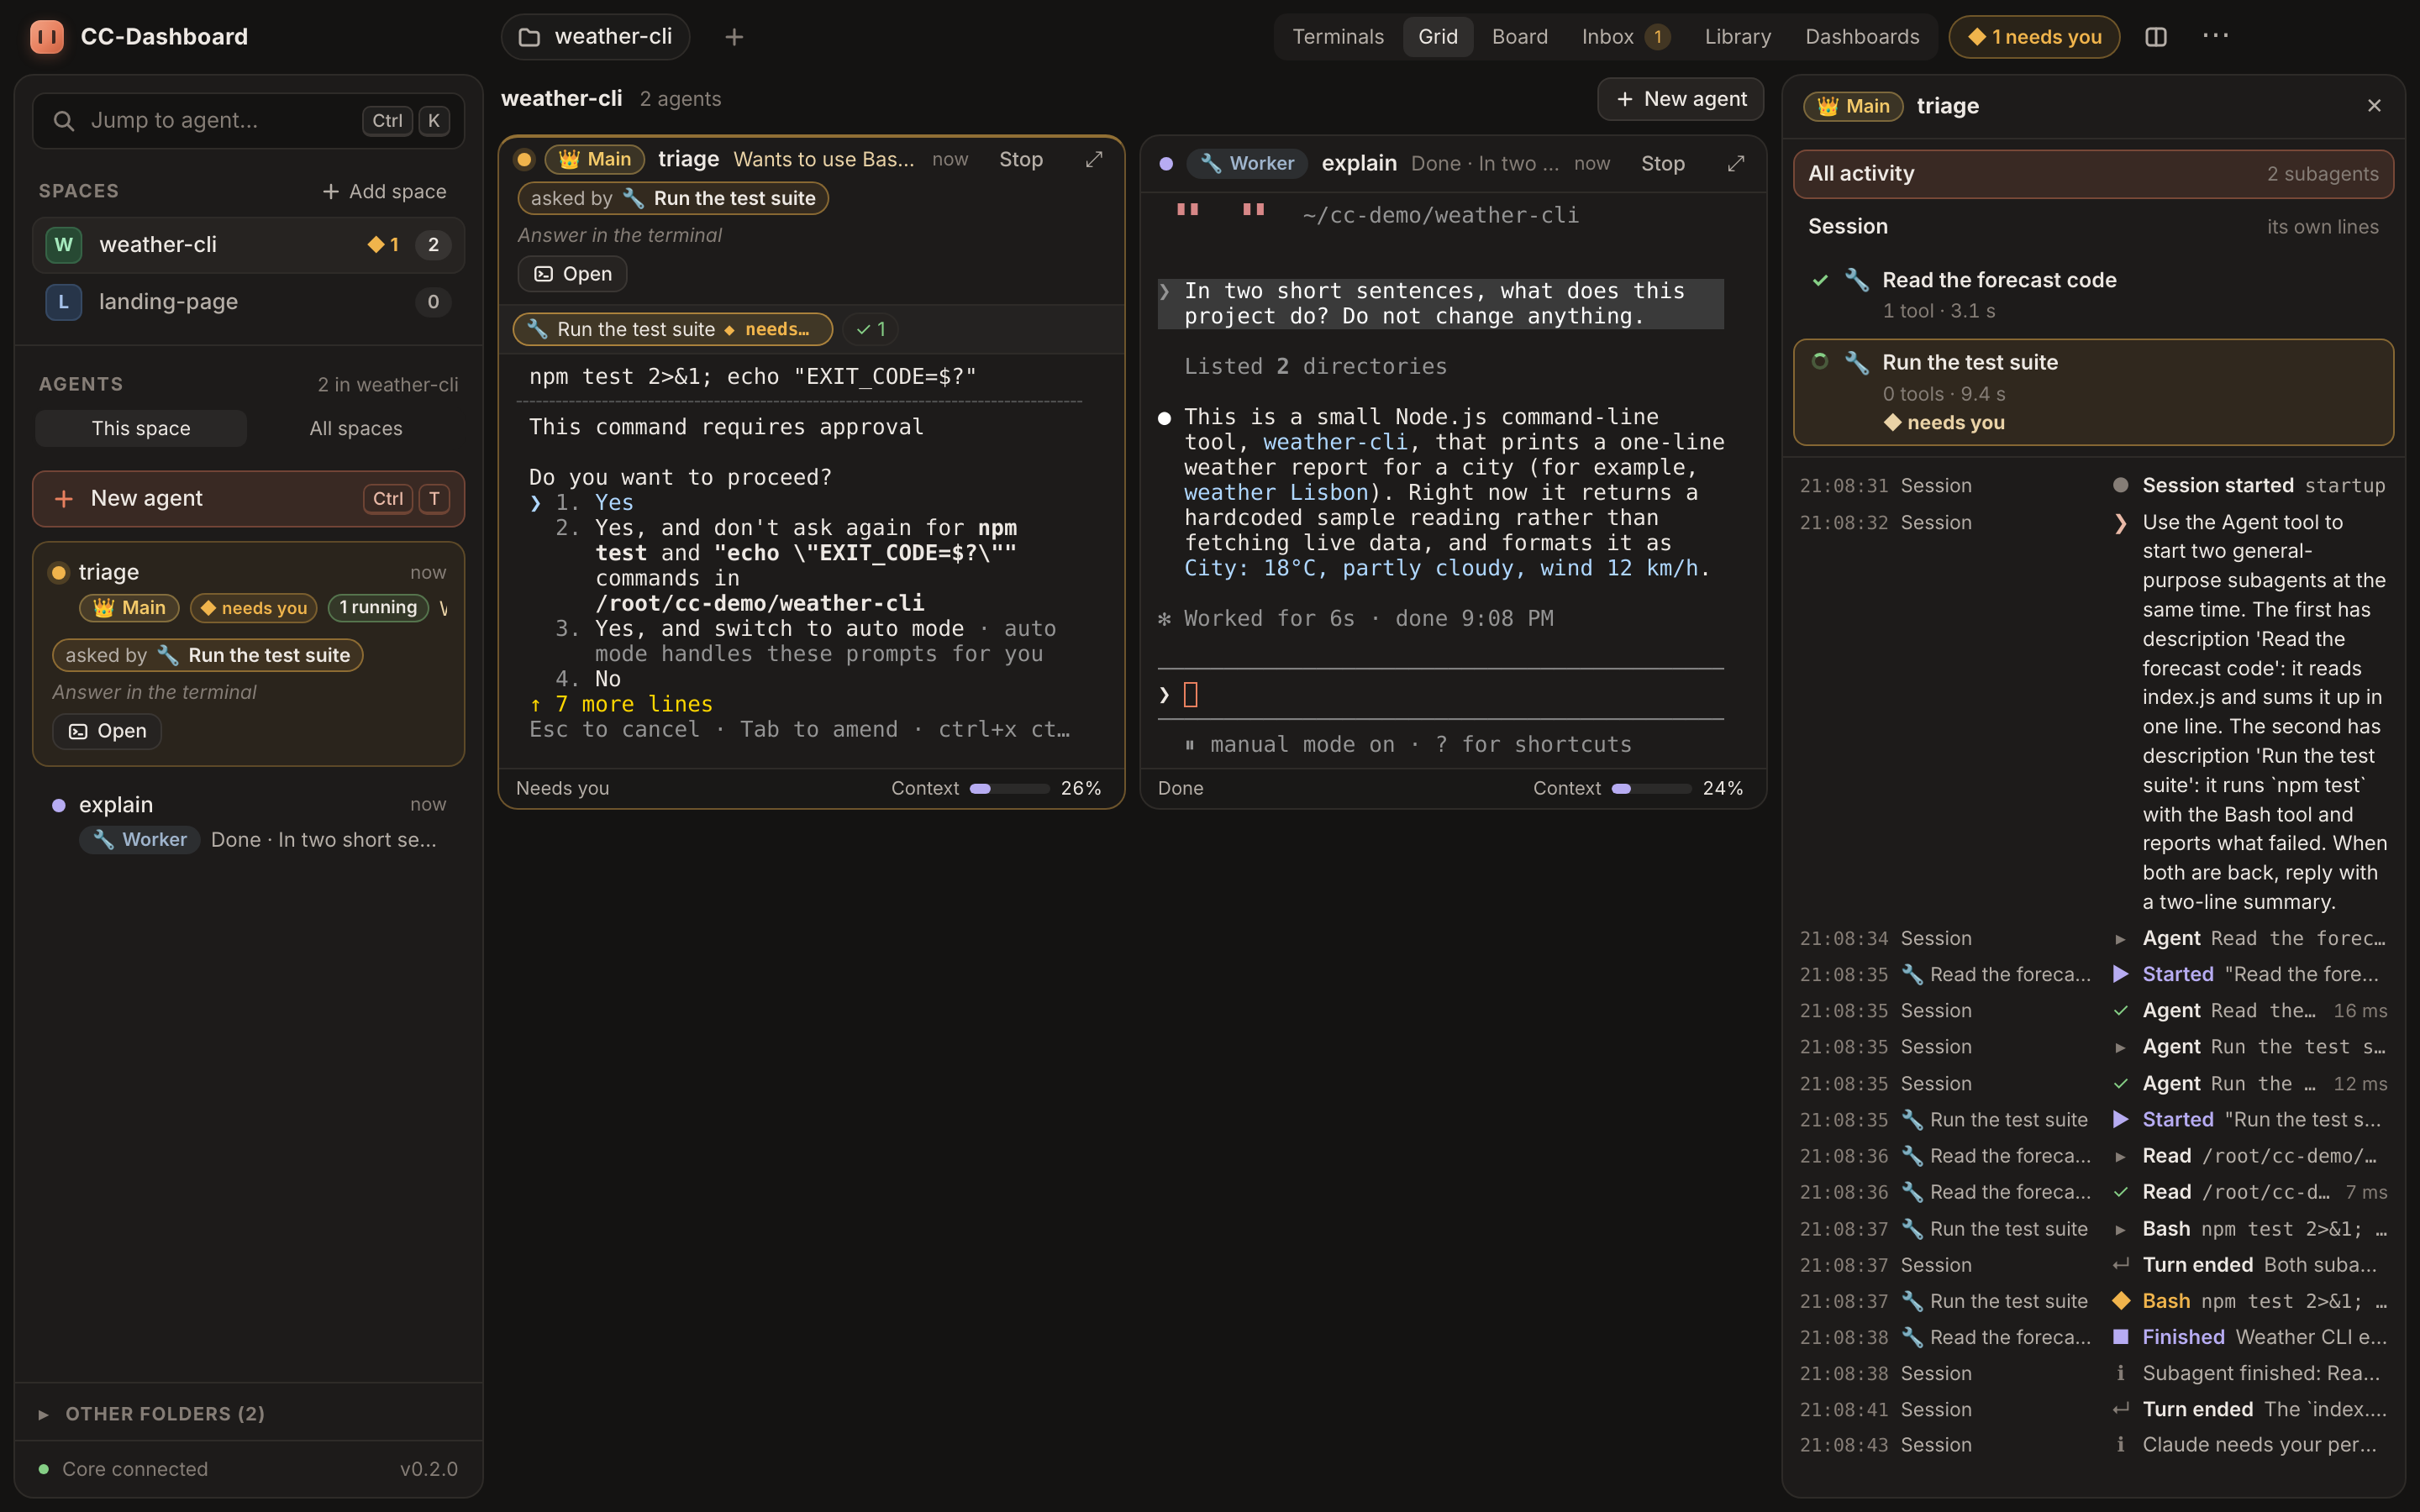 CC-Dashboard
weather-cli
Terminals Grid Board Inbox 1 Library Dashboards
1 needs you
Jump to agent... Ctrl K
SPACES Add space
W weather-cli 1 2
L landing-page 0
AGENTS 2 in weather-cli
This space All spaces
New agent Ctrl T
triage now
Main needs you 1 running
asked by Run the test suite
Answer in the terminal
Open
explain now
Worker Done · In two short se...
OTHER FOLDERS (2)
Core connected v0.2.0
weather-cli 2 agents
New agent
Main triage Wants to use Bas... now Stop
asked by Run the test suite
Answer in the terminal
Open
Run the test suite needs... 1
npm test 2>&1; echo "EXIT_CODE=$?"
This command requires approval
Do you want to proceed?
❯ 1. Yes
2. Yes, and don't ask again for npm
test and "echo \"EXIT_CODE=$?\""
commands in
/root/cc-demo/weather-cli
3. Yes, and switch to auto mode · auto
mode handles these prompts for you
4. No
↑ 7 more lines
Esc to cancel · Tab to amend · ctrl+x ct…
Needs you Context 26%
Worker explain Done · In two ... now Stop
~/cc-demo/weather-cli
❯ In two short sentences, what does this
project do? Do not change anything.
Listed 2 directories
● This is a small Node.js command-line
tool, weather-cli, that prints a one-line
weather report for a city (for example,
weather Lisbon). Right now it returns a
hardcoded sample reading rather than
fetching live data, and formats it as
City: 18°C, partly cloudy, wind 12 km/h.
✻ Worked for 6s · done 9:08 PM
❯
manual mode on · ? for shortcuts
Done Context 24%
Main triage
All activity 2 subagents
Session its own lines
Read the forecast code
1 tool · 3.1 s
Run the test suite
0 tools · 9.4 s
needs you
21:08:31 Session Session started startup
21:08:32 Session ❯ Use the Agent tool to
start two general-
purpose subagents at the
same time. The first has
description 'Read the
forecast code': it reads
index.js and sums it up in
one line. The second has
description 'Run the test
suite': it runs `npm test`
with the Bash tool and
reports what failed. When
both are back, reply with
a two-line summary.
21:08:34 Session Agent Read the forec…
21:08:35 Read the foreca... Started "Read the fore...
21:08:35 Session Agent Read the… 16 ms
21:08:35 Session Agent Run the test s…
21:08:35 Session Agent Run the … 12 ms
21:08:35 Run the test suite Started "Run the test s...
21:08:36 Read the foreca... Read /root/cc-demo/…
21:08:36 Read the foreca... Read /root/cc-d… 7 ms
21:08:37 Run the test suite Bash npm test 2>&1; …
21:08:37 Session Turn ended Both suba...
21:08:37 Run the test suite Bash npm test 2>&1; …
21:08:38 Read the foreca... Finished Weather CLI e...
21:08:38 Session Subagent finished: Rea...
21:08:41 Session Turn ended The `index....
21:08:43 Session Claude needs your per...